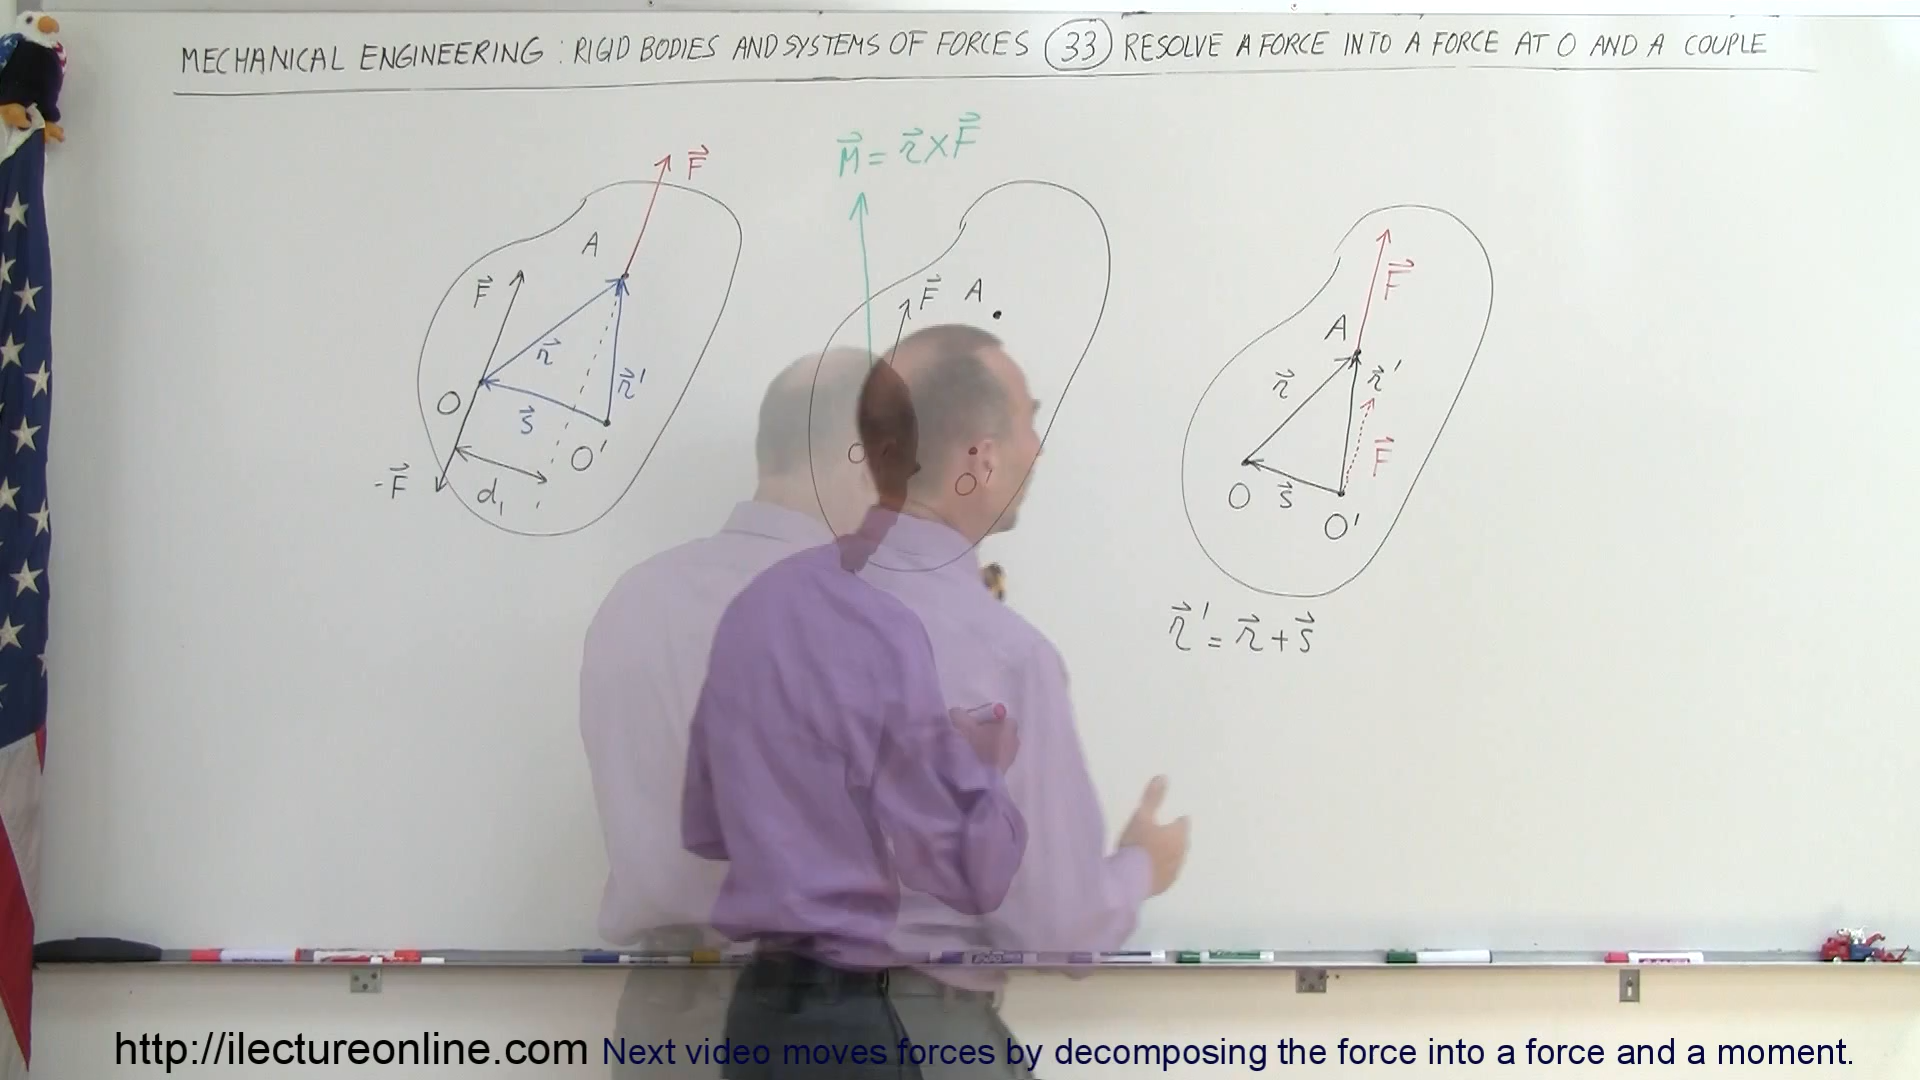 MECHANICAL ENGINEERING : RIGID BODIES AND SYSTEMS OF FORCES 33 RESOLVE A FORCE INTO A FORCE AT O AND A COUPLE
M⃗ = r⃗ × F⃗
F⃗
A
F⃗
r⃗
r⃗'
O
s⃗
O'
-F⃗
d₁
F⃗
A
O
O'
F⃗
A
r⃗
r⃗'
F⃗
O
s⃗
O'
r⃗' = r⃗ + s⃗
http://ilectureonline.com Next video moves forces by decomposing the force into a force and a moment.